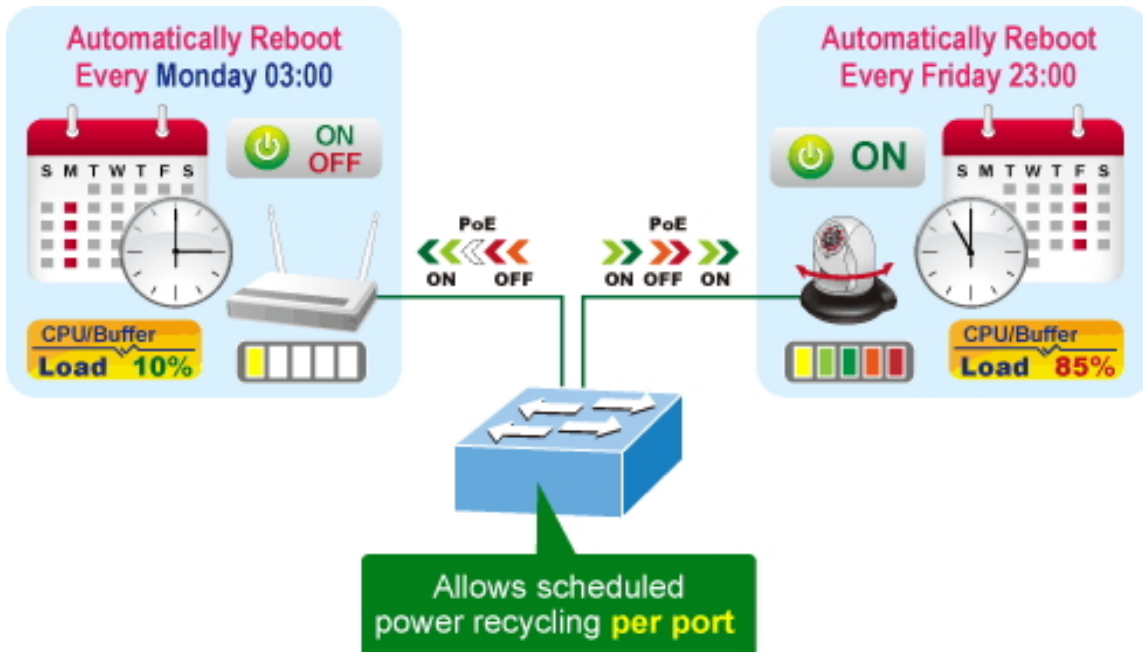 Automatically Reboot
Every Monday 03:00
S M T W T F S
ON
OFF
CPU/Buffer
Load 10%
PoE
ON OFF
PoE
ON OFF ON
Automatically Reboot
Every Friday 23:00
ON
S M T W T F S
CPU/Buffer
Load 85%
Allows scheduled
power recycling per port